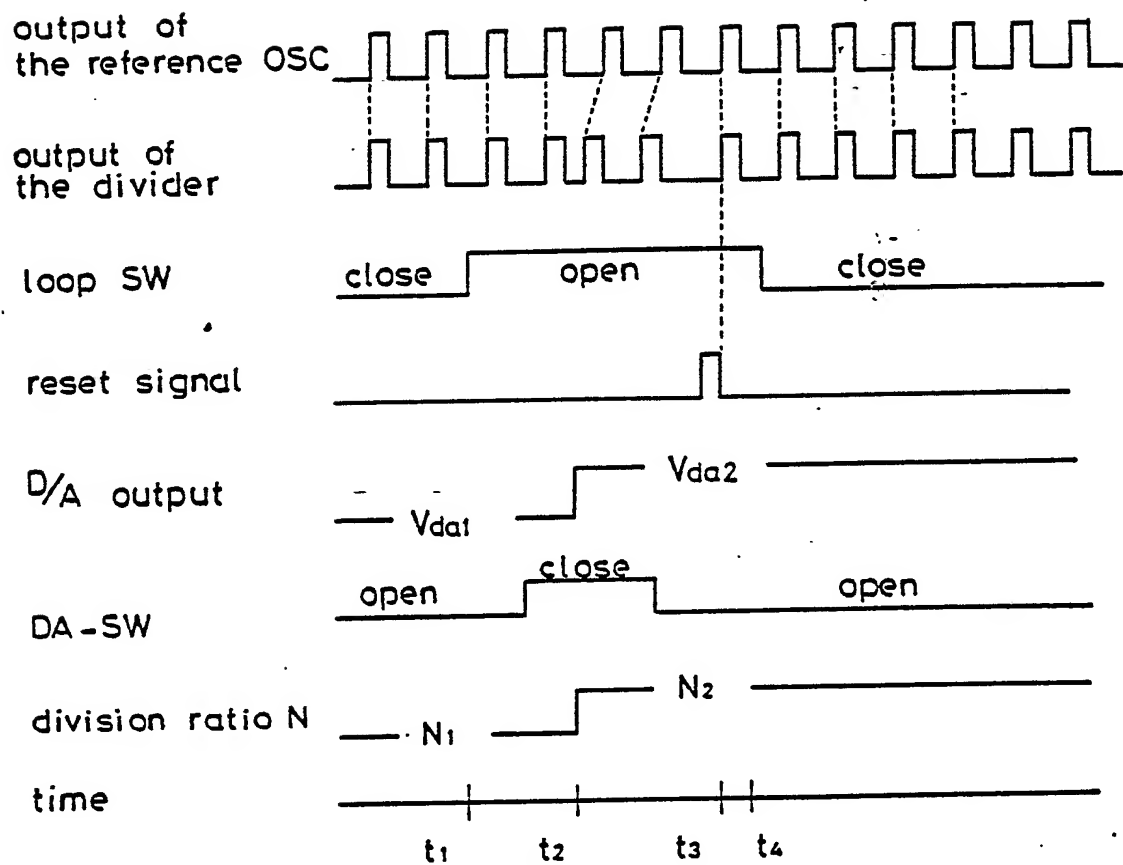 output of
the reference OSC
output of
the divider
loop SW close open close
reset signal
D/A output Vda1 Vda2
DA-SW open close open
division ratio N N1 N2
time
t1 t2 t3 t4